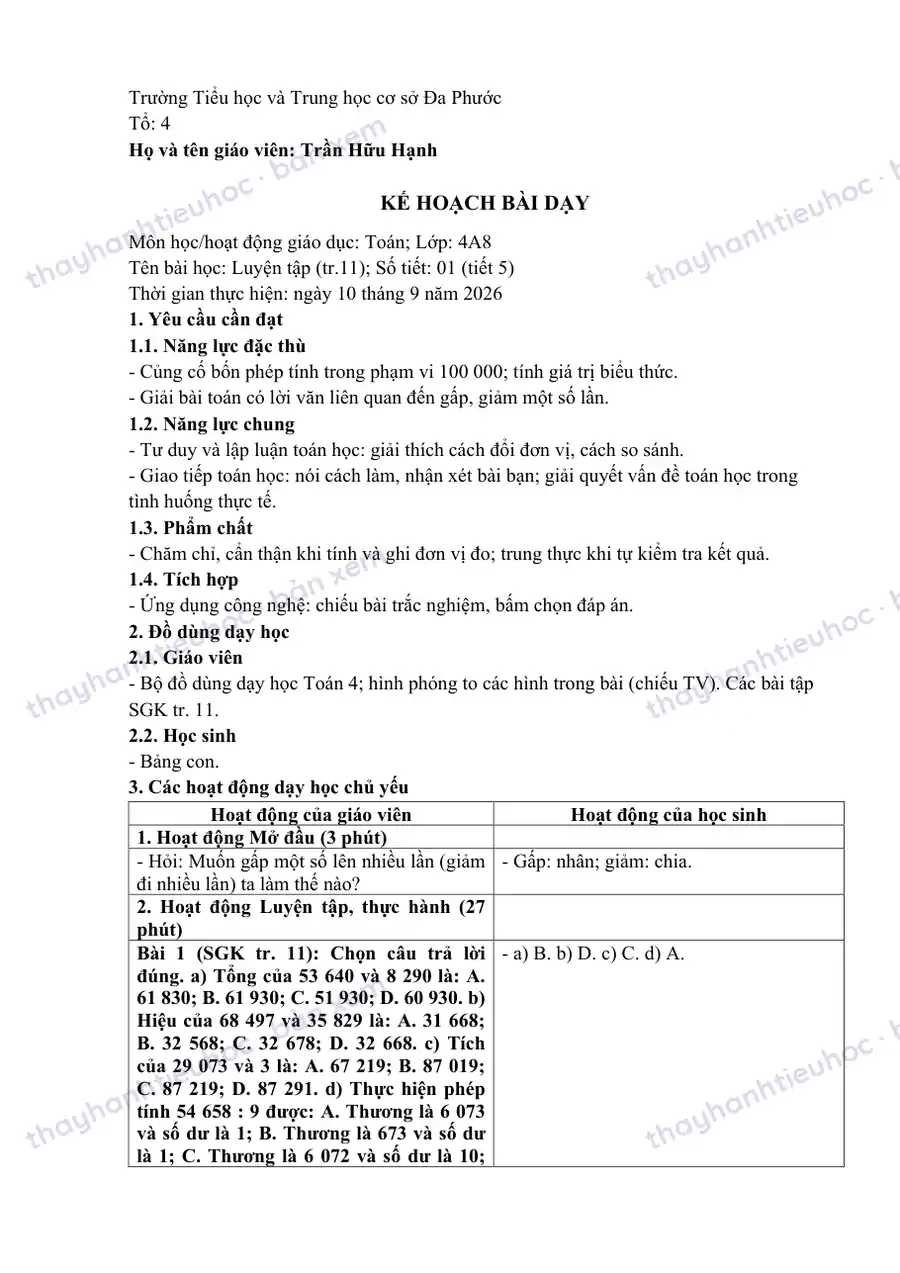 Trường Tiểu học và Trung học cơ sở Đa Phước
Tổ: 4
Họ và tên giáo viên: Trần Hữu Hạnh
KẾ HOẠCH BÀI DẠY
Môn học/hoạt động giáo dục: Toán; Lớp: 4A8
Tên bài học: Luyện tập (tr.11); Số tiết: 01 (tiết 5)
Thời gian thực hiện: ngày 10 tháng 9 năm 2026
1. Yêu cầu cần đạt
1.1. Năng lực đặc thù
- Củng cố bốn phép tính trong phạm vi 100 000; tính giá trị biểu thức.
- Giải bài toán có lời văn liên quan đến gấp, giảm một số lần.
1.2. Năng lực chung
- Tư duy và lập luận toán học: giải thích cách đổi đơn vị, cách so sánh.
- Giao tiếp toán học: nói cách làm, nhận xét bài bạn; giải quyết vấn đề toán học trong
tình huống thực tế.
1.3. Phẩm chất
- Chăm chỉ, cẩn thận khi tính và ghi đơn vị đo; trung thực khi tự kiểm tra kết quả.
1.4. Tích hợp
- Ứng dụng công nghệ: chiếu bài trắc nghiệm, bấm chọn đáp án.
2. Đồ dùng dạy học
2.1. Giáo viên
- Bộ đồ dùng dạy học Toán 4; hình phóng to các hình trong bài (chiếu TV). Các bài tập
SGK tr. 11.
2.2. Học sinh
- Bảng con.
3. Các hoạt động dạy học chủ yếu
Hoạt động của giáo viên
Hoạt động của học sinh
1. Hoạt động Mở đầu (3 phút)
- Hỏi: Muốn gấp một số lên nhiều lần (giảm
đi nhiều lần) ta làm thế nào?
- Gấp: nhân; giảm: chia.
2. Hoạt động Luyện tập, thực hành (27
phút)
Bài 1 (SGK tr. 11): Chọn câu trả lời
đúng. a) Tổng của 53 640 và 8 290 là: A.
61 830; B. 61 930; C. 51 930; D. 60 930. b)
Hiệu của 68 497 và 35 829 là: A. 31 668;
B. 32 568; C. 32 678; D. 32 668. c) Tích
của 29 073 và 3 là: A. 67 219; B. 87 019;
C. 87 219; D. 87 291. d) Thực hiện phép
tính 54 658 : 9 được: A. Thương là 6 073
và số dư là 1; B. Thương là 673 và số dư
là 1; C. Thương là 6 072 và số dư là 10;
- a) B. b) D. c) C. d) A.
thayhanhtieuhoc · bản xem
thayhanhtieuhoc · b
thayhanhtieuhoc · bản xem
thayhanhtieuhoc · b
thayhanhtieuhoc · bản xem
thayhanhtieuhoc · b